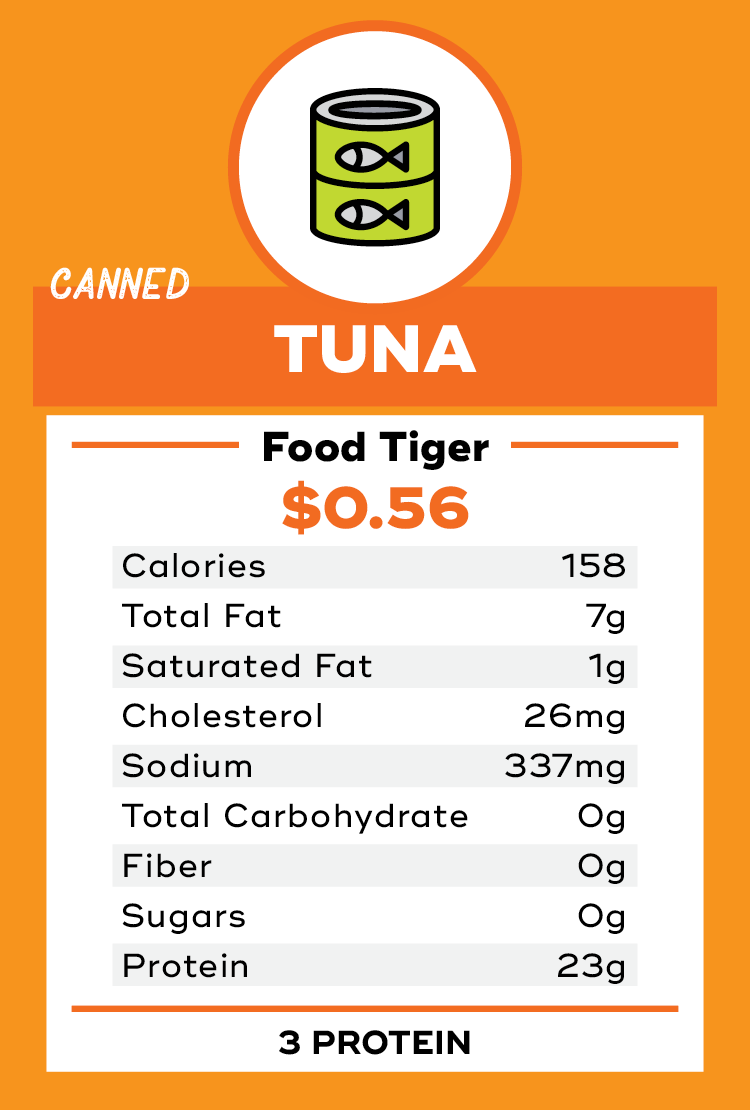 CANNED
TUNA
Food Tiger
$0.56
Calories 158
Total Fat 7g
Saturated Fat 1g
Cholesterol 26mg
Sodium 337mg
Total Carbohydrate 0g
Fiber 0g
Sugars 0g
Protein 23g
3 PROTEIN